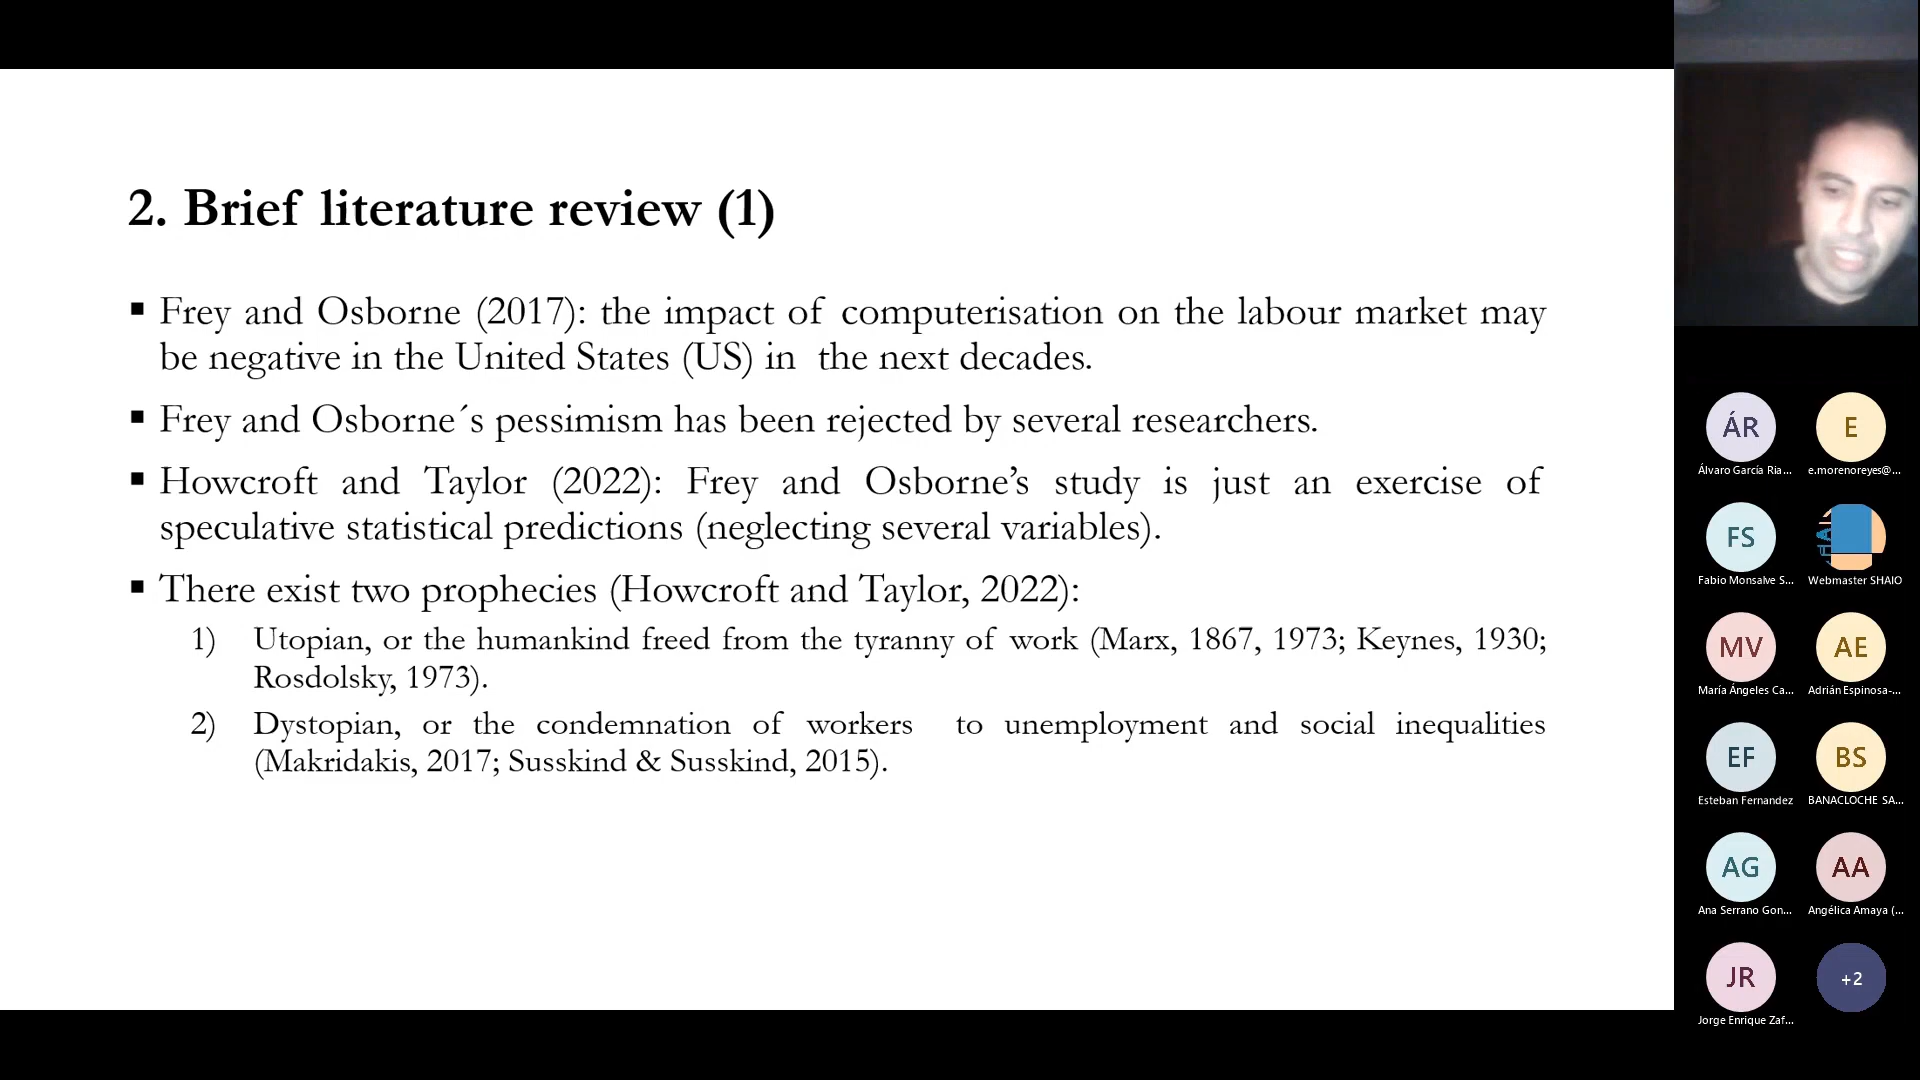 2. Brief literature review (1)
▪ Frey and Osborne (2017): the impact of computerisation on the labour market may
be negative in the United States (US) in  the next decades.
▪ Frey and Osborne´s pessimism has been rejected by several researchers.
▪ Howcroft and Taylor (2022): Frey and Osborne’s study is just an exercise of
speculative statistical predictions (neglecting several variables).
▪ There exist two prophecies (Howcroft and Taylor, 2022):
1) Utopian, or the humankind freed from the tyranny of work (Marx, 1867, 1973; Keynes, 1930;
Rosdolsky, 1973).
2) Dystopian, or the condemnation of workers  to unemployment and social inequalities
(Makridakis, 2017; Susskind & Susskind, 2015).
ÁR E
Álvaro García Ria... e.morenoreyes@...
FS
Fabio Monsalve S... Webmaster SHAIO
MV AE
María Ángeles Ca... Adrián Espinosa-...
EF BS
Esteban Fernandez BANACLOCHE SA...
AG AA
Ana Serrano Gon... Angélica Amaya (...
JR +2
Jorge Enrique Zaf...